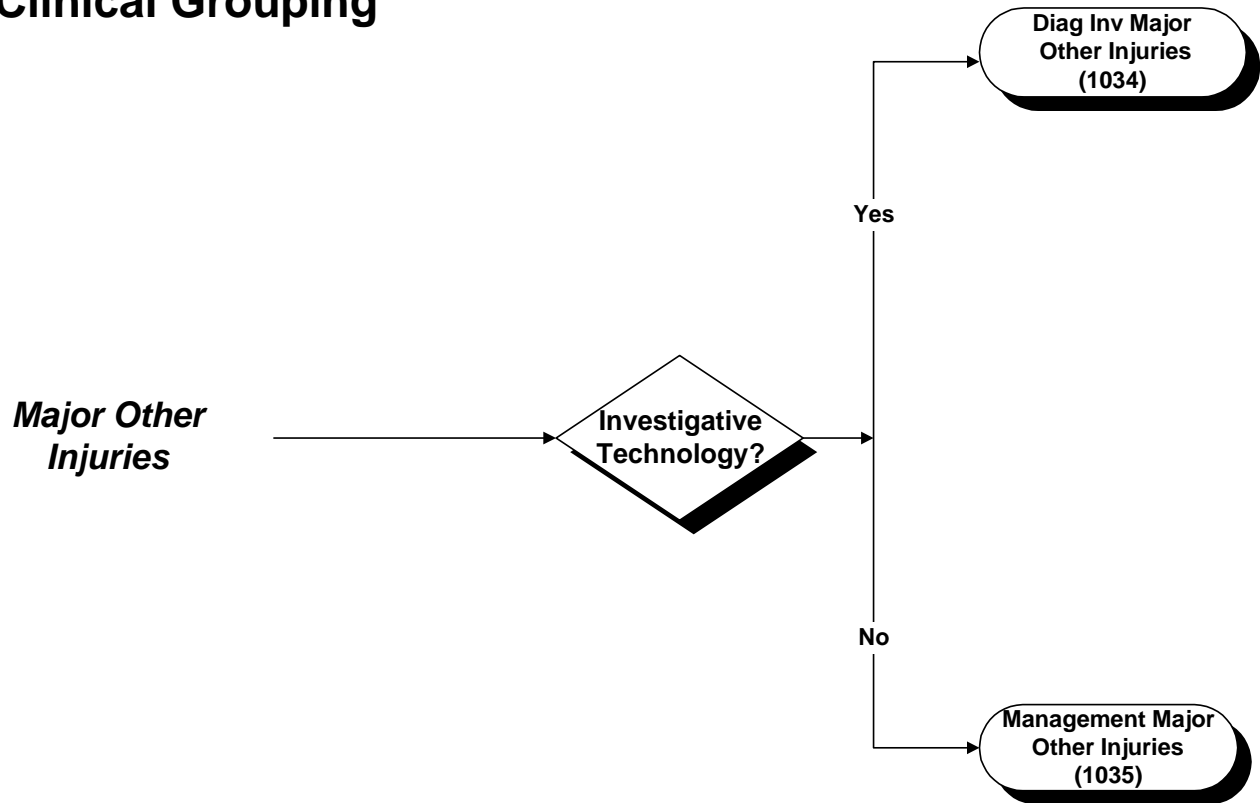 Clinical Grouping
Diag Inv Major
Other Injuries
(1034)
Yes
Major Other
Injuries
Investigative
Technology?
No
Management Major
Other Injuries
(1035)